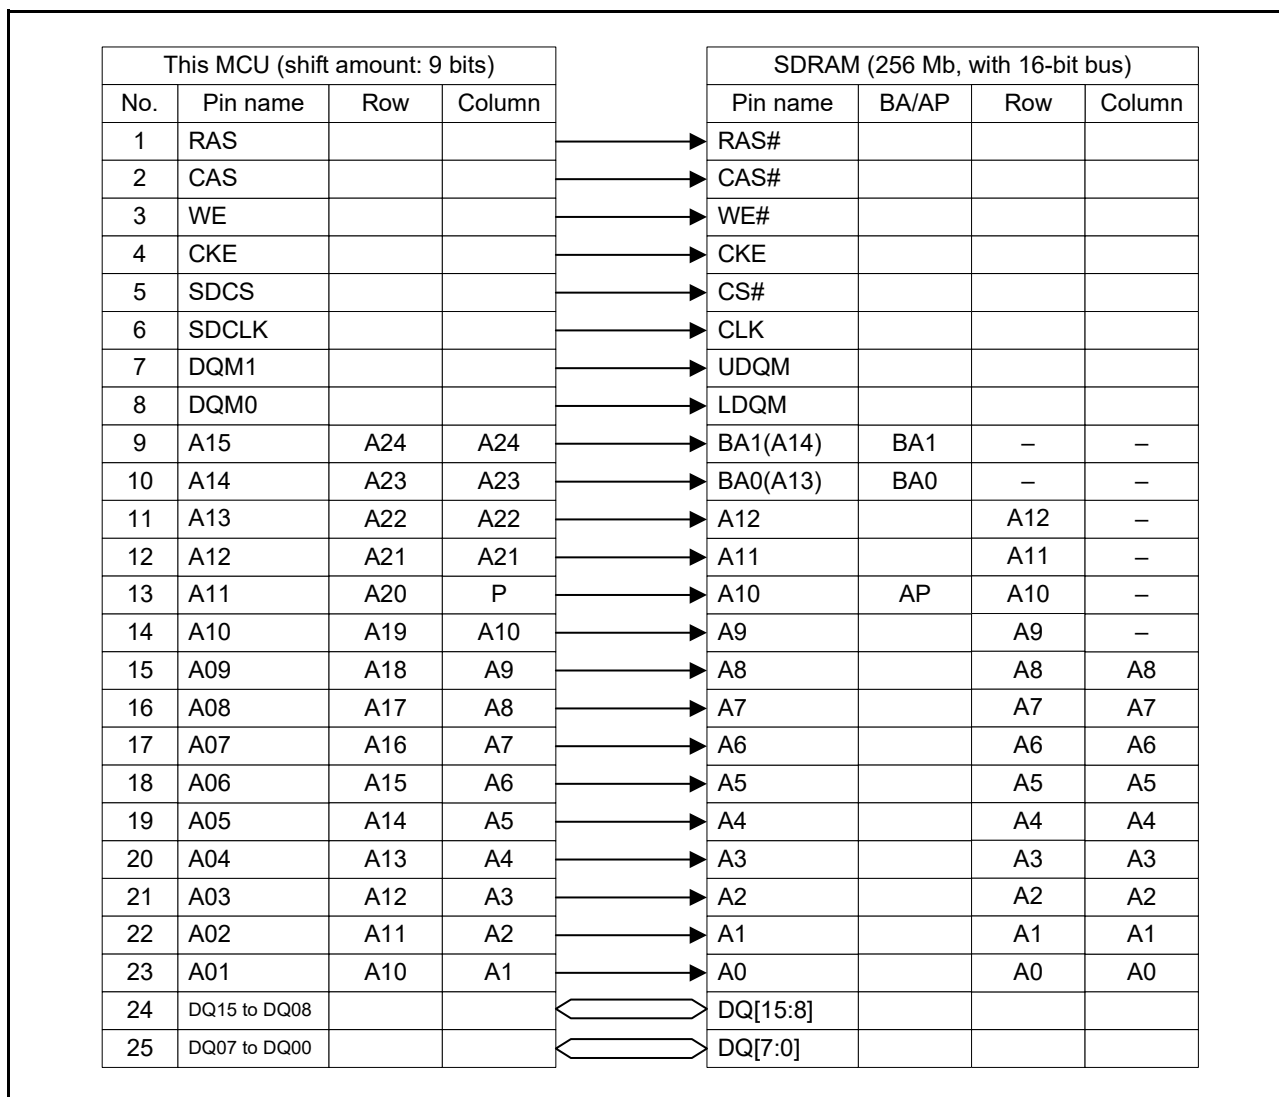 This MCU (shift amount: 9 bits) SDRAM (256 Mb, with 16-bit bus)
No. Pin name Row Column Pin name BA/AP Row Column
1 RAS RAS#
2 CAS CAS#
3 WE WE#
4 CKE CKE
5 SDCS CS#
6 SDCLK CLK
7 DQM1 UDQM
8 DQM0 LDQM
9 A15 A24 A24 BA1(A14) BA1 – –
10 A14 A23 A23 BA0(A13) BA0 – –
11 A13 A22 A22 A12 A12 –
12 A12 A21 A21 A11 A11 –
13 A11 A20 P A10 AP A10 –
14 A10 A19 A10 A9 A9 –
15 A09 A18 A9 A8 A8 A8
16 A08 A17 A8 A7 A7 A7
17 A07 A16 A7 A6 A6 A6
18 A06 A15 A6 A5 A5 A5
19 A05 A14 A5 A4 A4 A4
20 A04 A13 A4 A3 A3 A3
21 A03 A12 A3 A2 A2 A2
22 A02 A11 A2 A1 A1 A1
23 A01 A10 A1 A0 A0 A0
24 DQ15 to DQ08 DQ[15:8]
25 DQ07 to DQ00 DQ[7:0]